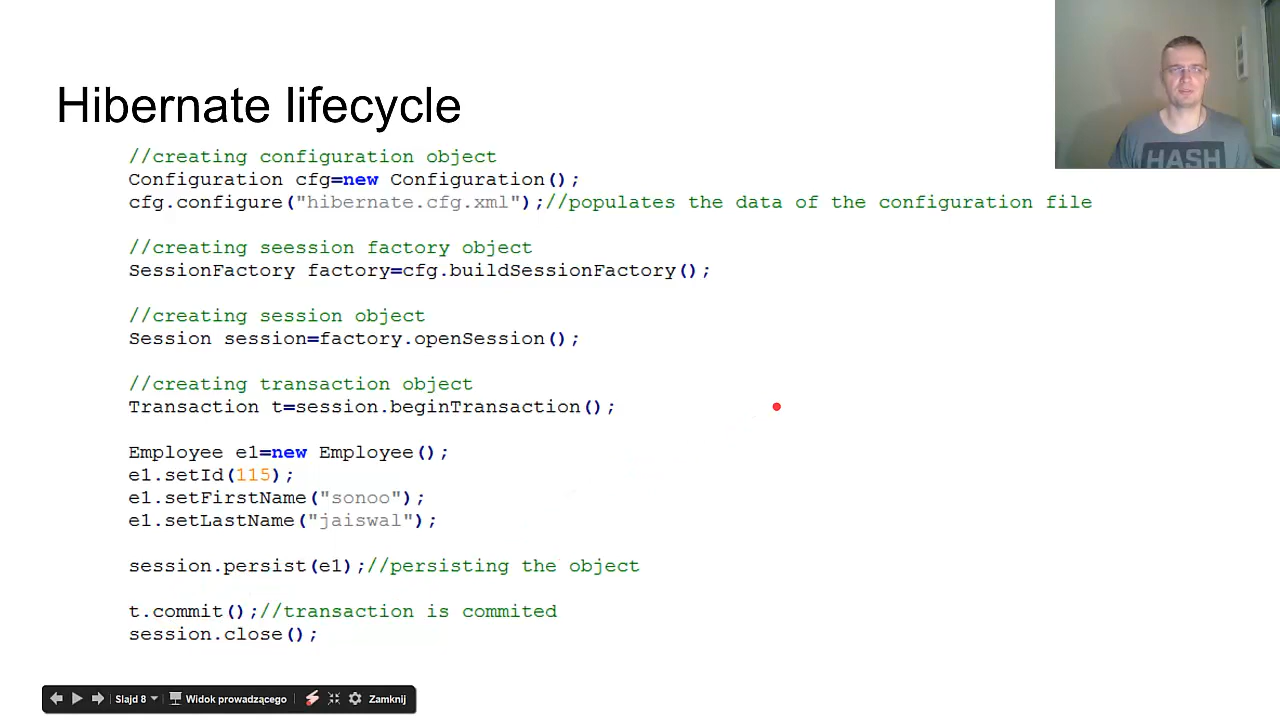 Hibernate lifecycle
//creating configuration object
Configuration cfg=new Configuration();
cfg.configure("hibernate.cfg.xml");//populates the data of the configuration file
//creating seession factory object
SessionFactory factory=cfg.buildSessionFactory();
//creating session object
Session session=factory.openSession();
//creating transaction object
Transaction t=session.beginTransaction();
Employee e1=new Employee();
e1.setId(115);
e1.setFirstName("sonoo");
e1.setLastName("jaiswal");
session.persist(e1);//persisting the object
t.commit();//transaction is commited
session.close();
HASH
Slajd 8 Widok prowadzącego Zamknij